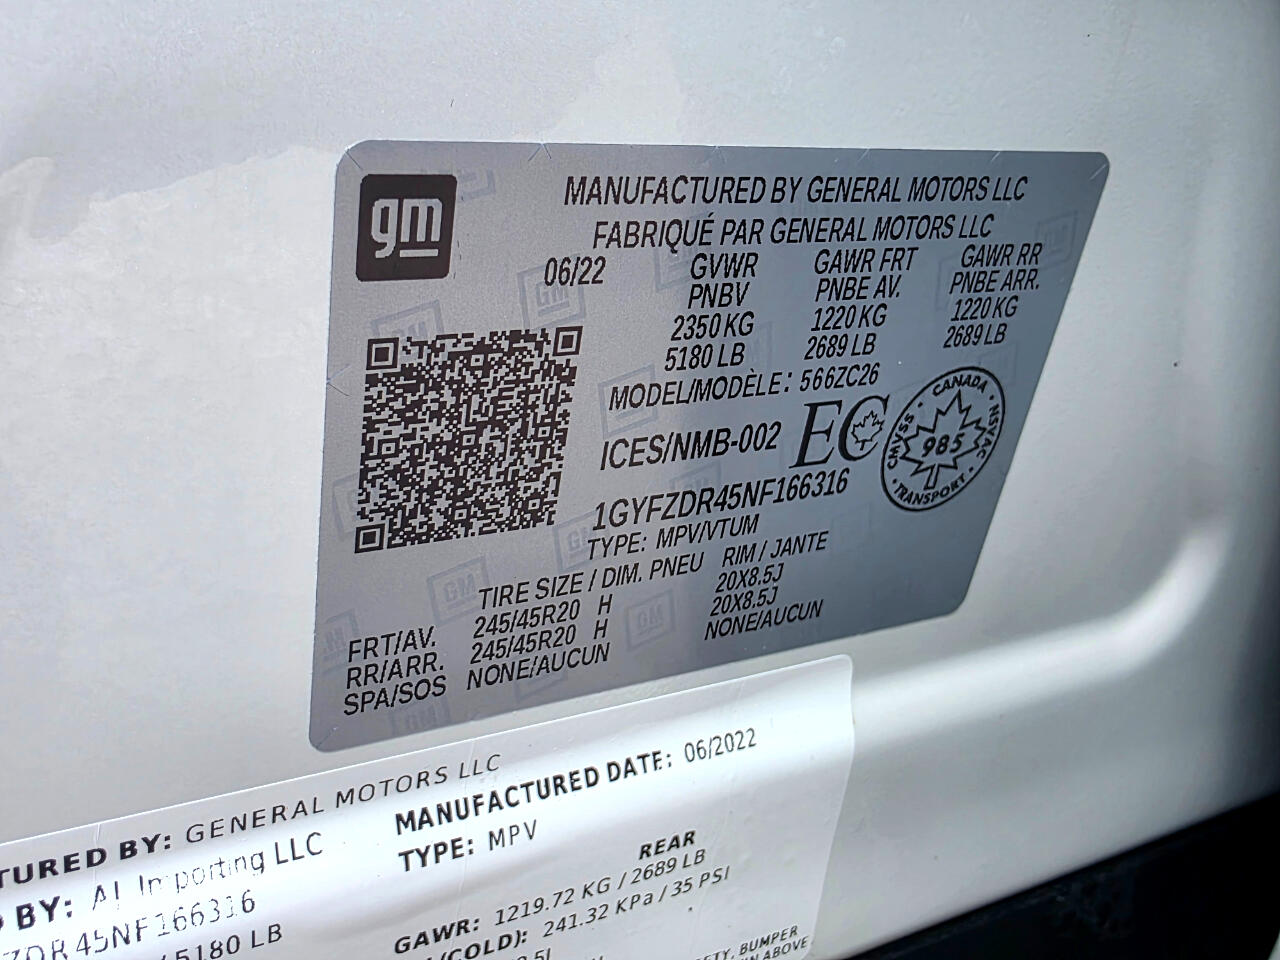 gm
MANUFACTURED BY GENERAL MOTORS LLC
FABRIQUÉ PAR GENERAL MOTORS LLC
06/22 GVWR GAWR FRT GAWR RR
PNBV PNBE AV. PNBE ARR.
2350 KG 1220 KG 1220 KG
5180 LB 2689 LB 2689 LB
MODEL/MODÈLE: 566ZC26
ICES/NMB-002 EC
CANADA NSVAC TRANSPORT CMVSS
985
1GYFZDR45NF166316
TYPE: MPV/VTUM
TIRE SIZE / DIM. PNEU RIM / JANTE
FRT/AV. 245/45R20 H 20X8.5J
RR/ARR. 245/45R20 H 20X8.5J
SPA/SOS NONE/AUCUN NONE/AUCUN
TURED BY: GENERAL MOTORS LLC
BY: AI Importing LLC MANUFACTURED DATE: 06/2022
ZDR45NF166316 TYPE: MPV
5180 LB REAR
GAWR: 1219.72 KG / 2689 LB
/COLD): 241.32 KPa / 35 PSI
BUMPER
ABOVE